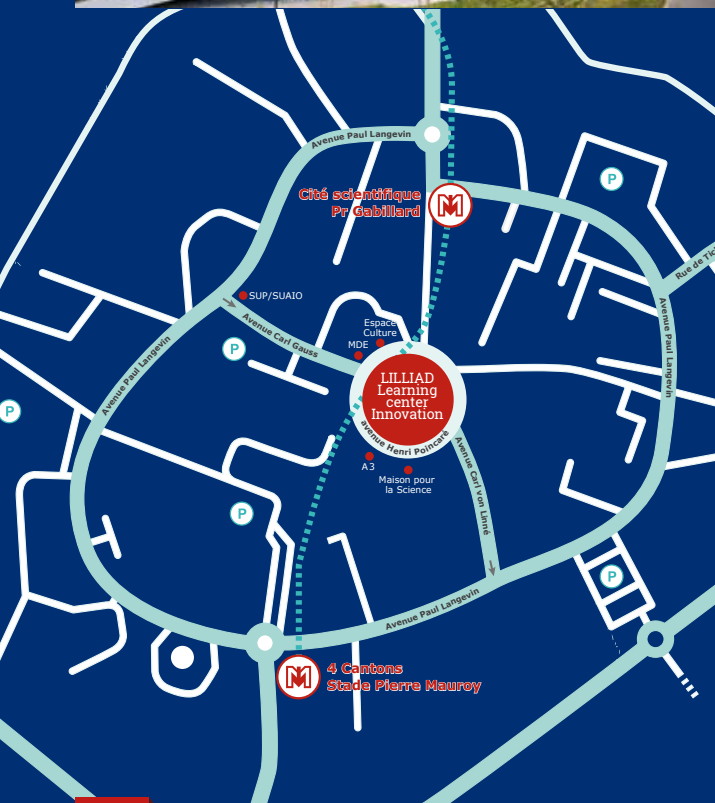 Avenue Paul Langevin
P
Cité scientifique
Pr Gabillard
M
SUP/SUAIO
Avenue Paul Langevin
Avenue Carl Gauss
Espace
Culture
MDE
P
P
LILLIAD
Learning
center
Innovation
avenue Henri Poincaré
Avenue Paul Langevin
A3
Maison pour
la Science
Avenue Carl von Linné
P
P
Avenue Paul Langevin
M
4 Cantons
Stade Pierre Mauroy